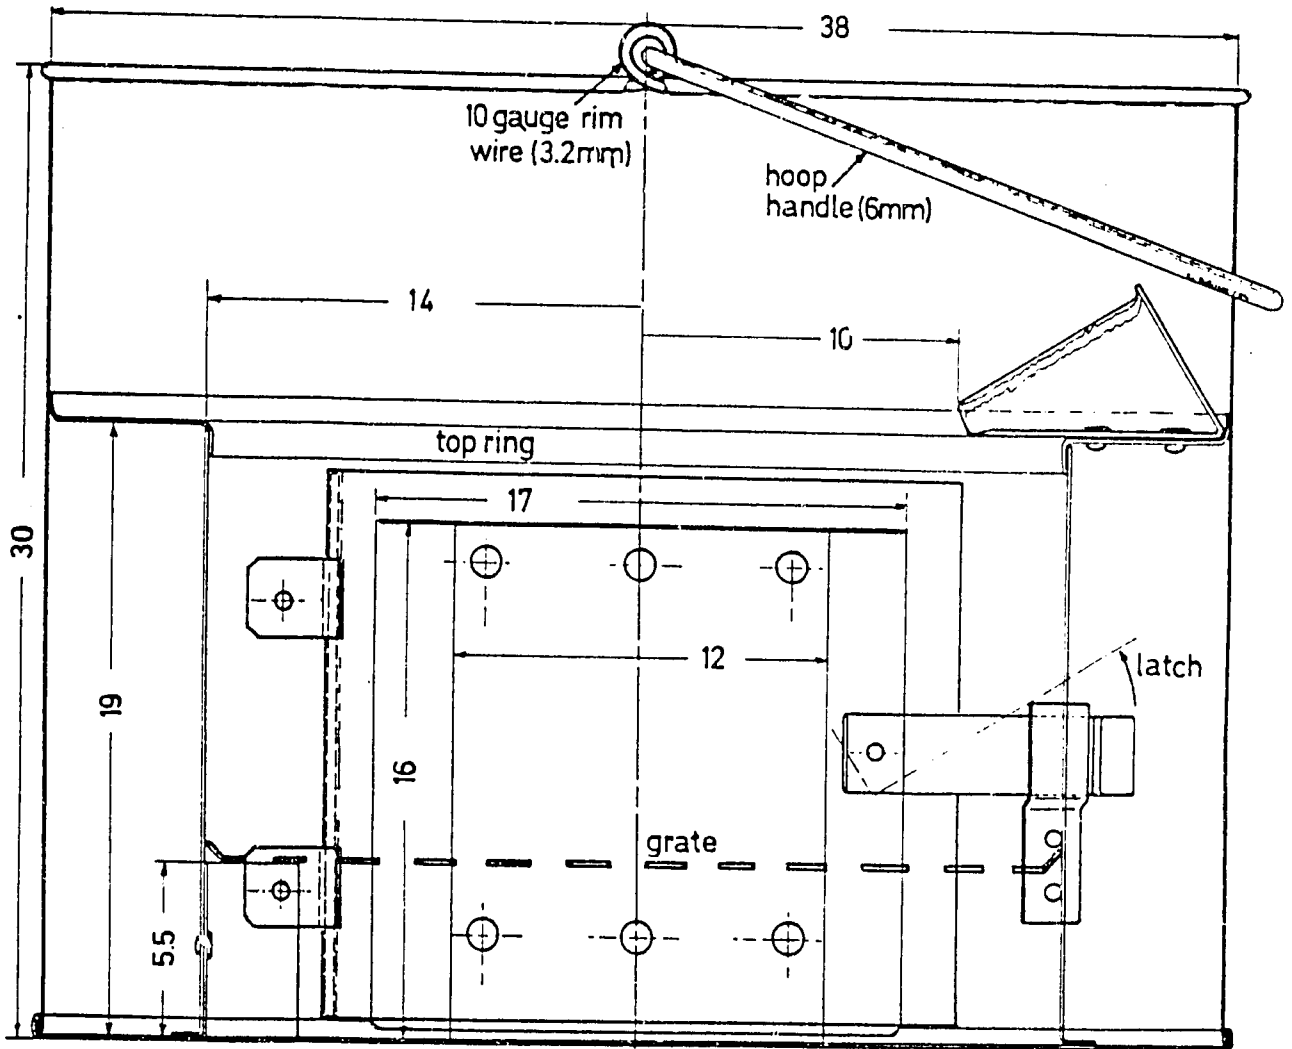 38
10 gauge rim
wire (3.2mm)
hoop
handle (6mm)
14
10
top ring
17
30
12
latch
19
16
grate
5.5